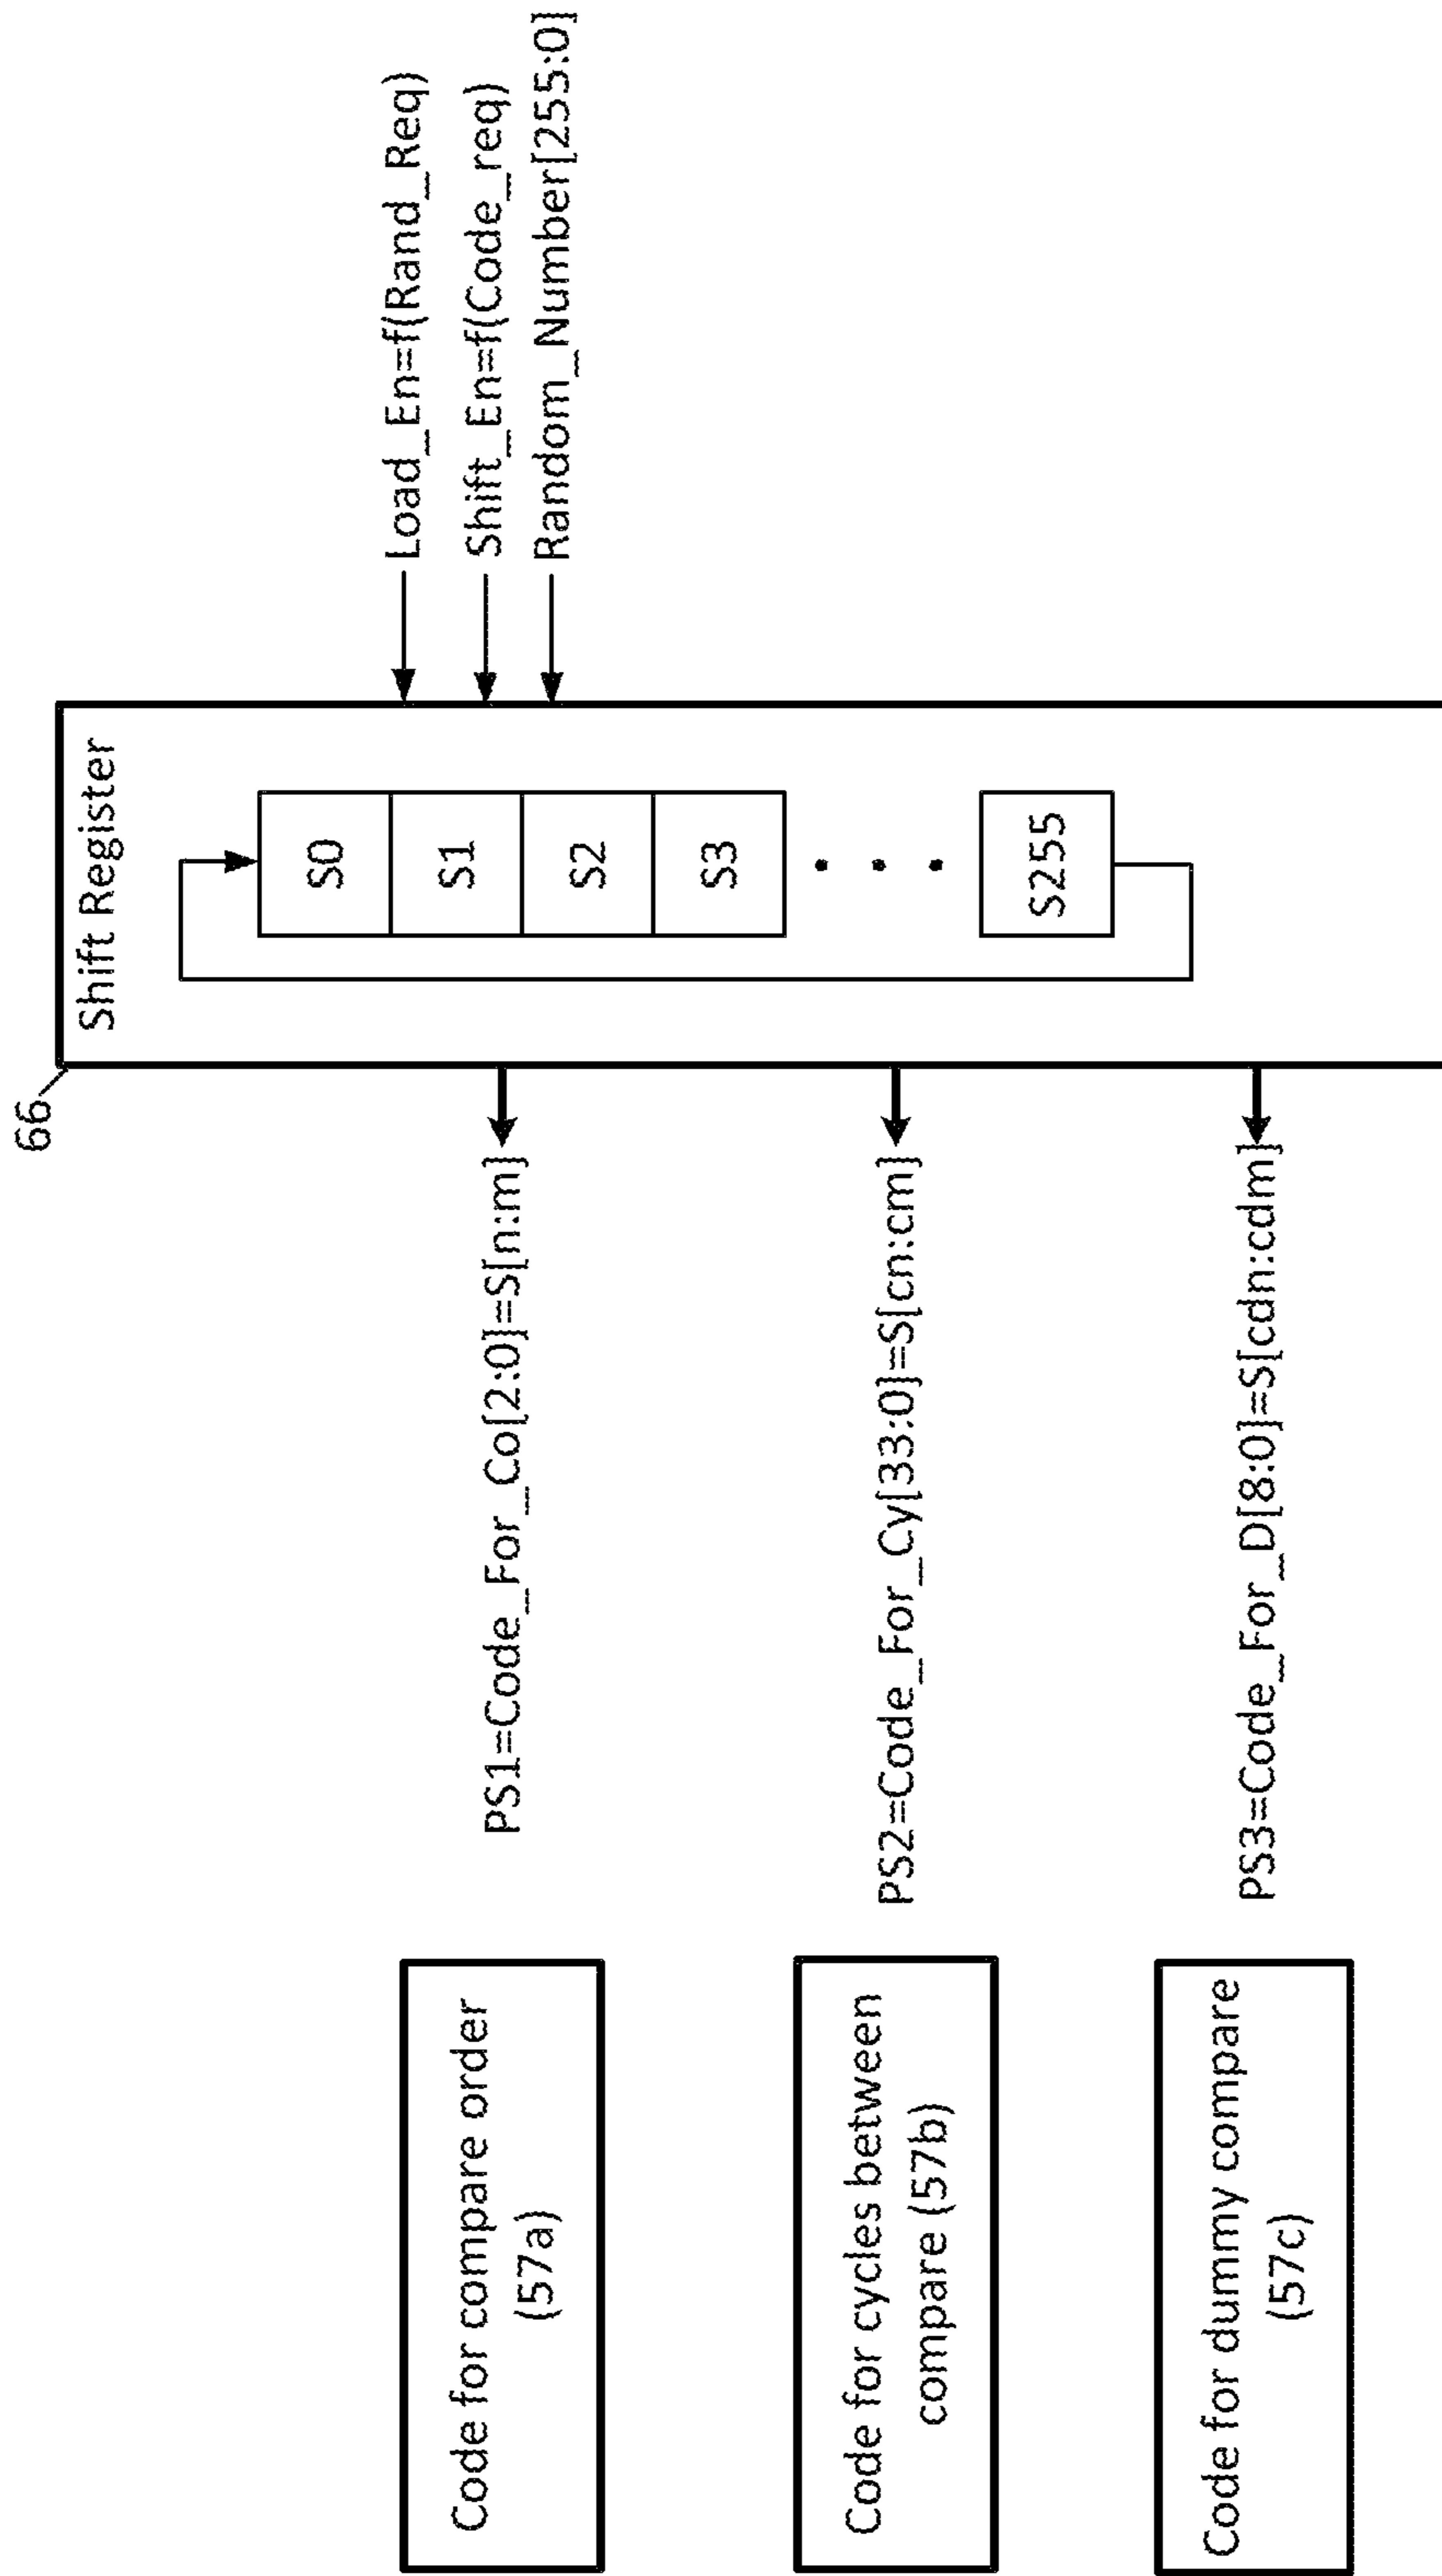 66
Shift Register
S0
S1
S2
S3
S255
Load_En=f(Rand_Req)
Shift_En=f(Code_req)
Random_Number[255:0]
Code for compare order
(57a)
PS1=Code_For_Co[2:0]=S[n:m]
Code for cycles between
compare (57b)
PS2=Code_For_Cy[33:0]=S[cn:cm]
Code for dummy compare
(57c)
PS3=Code_For_D[8:0]=S[cdn:cdm]